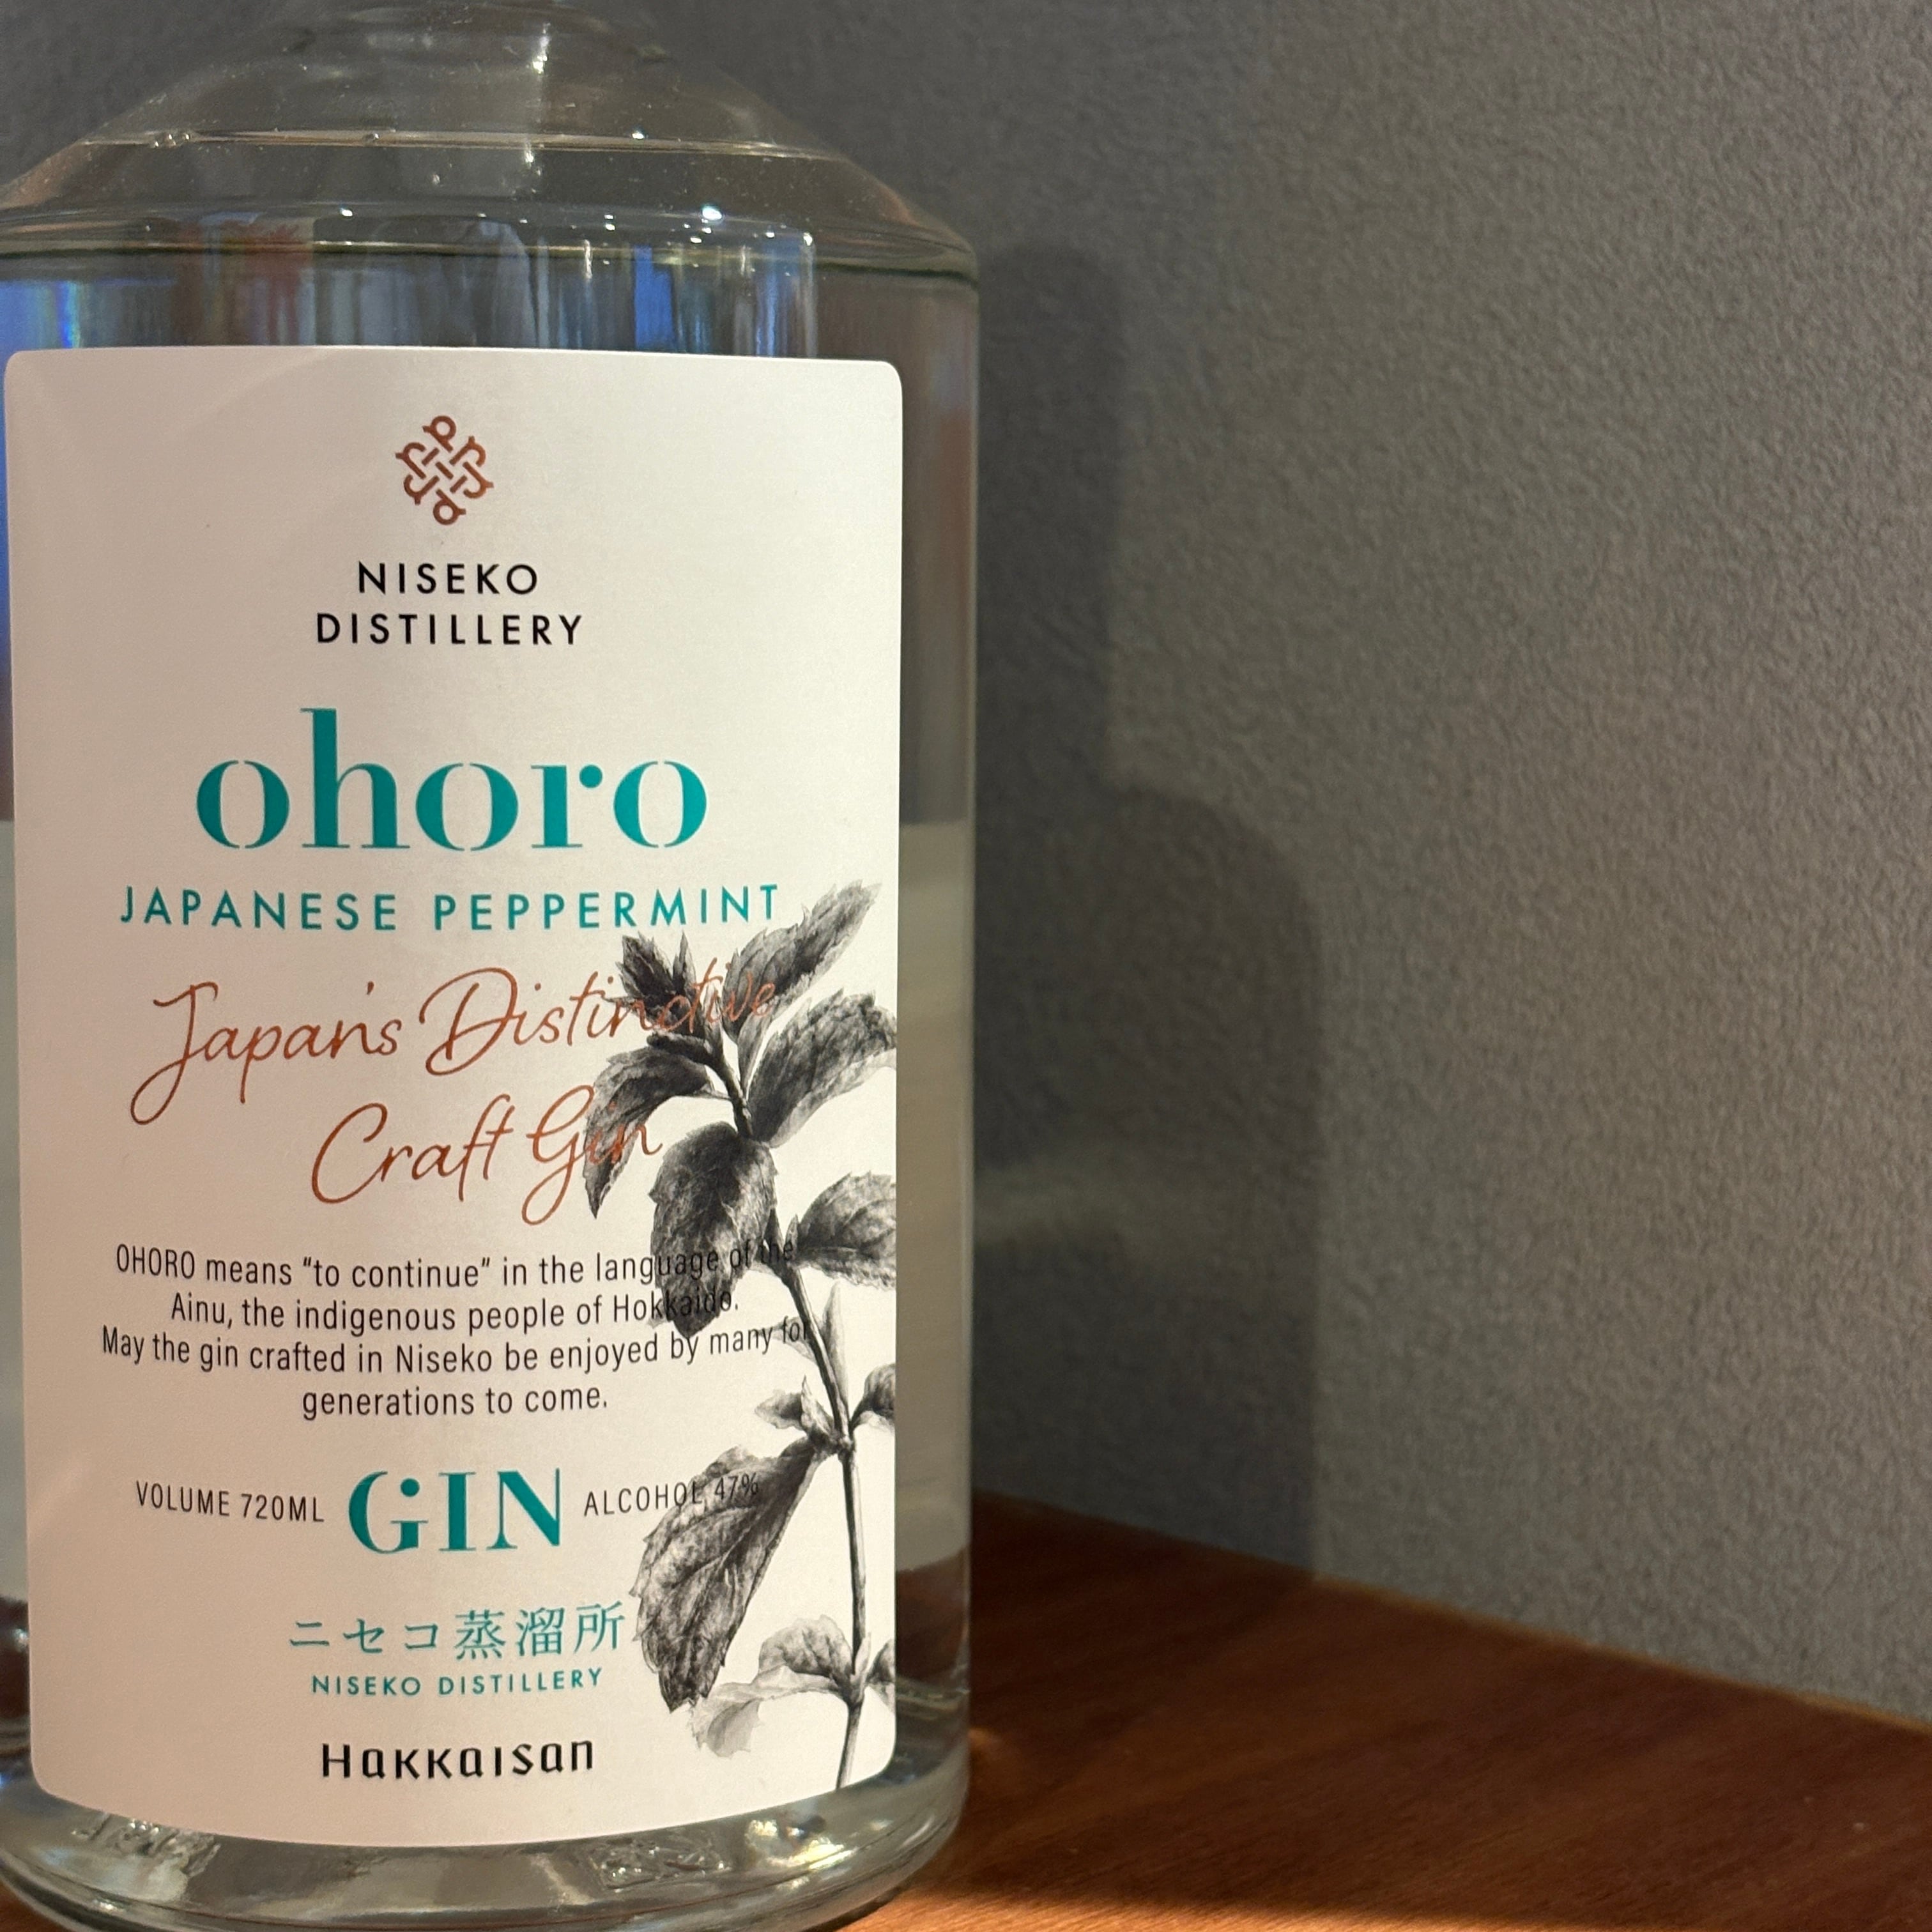 NISEKO
DISTILLERY
ohoro
JAPANESE PEPPERMINT
Japan's Distinctive
Craft Gin
OHORO means “to continue” in the language of the
Ainu, the indigenous people of Hokkaido.
May the gin crafted in Niseko be enjoyed by many for
generations to come.
VOLUME 720ML GIN ALCOHOL 47%
ニセコ蒸溜所
NISEKO DISTILLERY
Hakkaisan